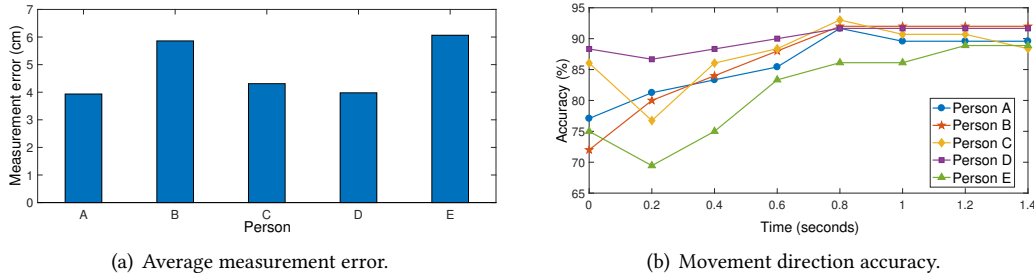 7
6
5
4
3
2
1
0
Measurement error (cm)
A B C D E
Person
(a) Average measurement error.
95
90
85
80
75
70
65
Accuracy (%)
Person A
Person B
Person C
Person D
Person E
0 0.2 0.4 0.6 0.8 1 1.2 1.4
Time (seconds)
(b) Movement direction accuracy.